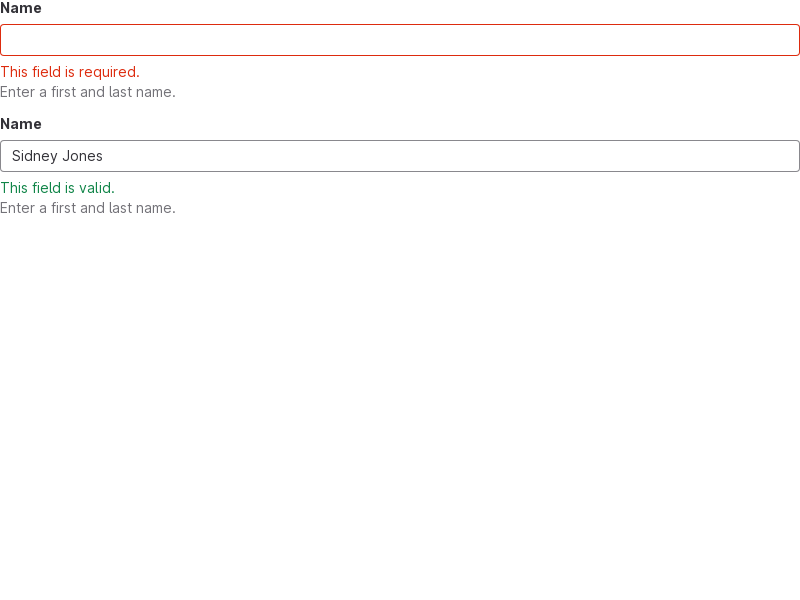 Name
This field is required.
Enter a first and last name.
Name
Sidney Jones
This field is valid.
Enter a first and last name.